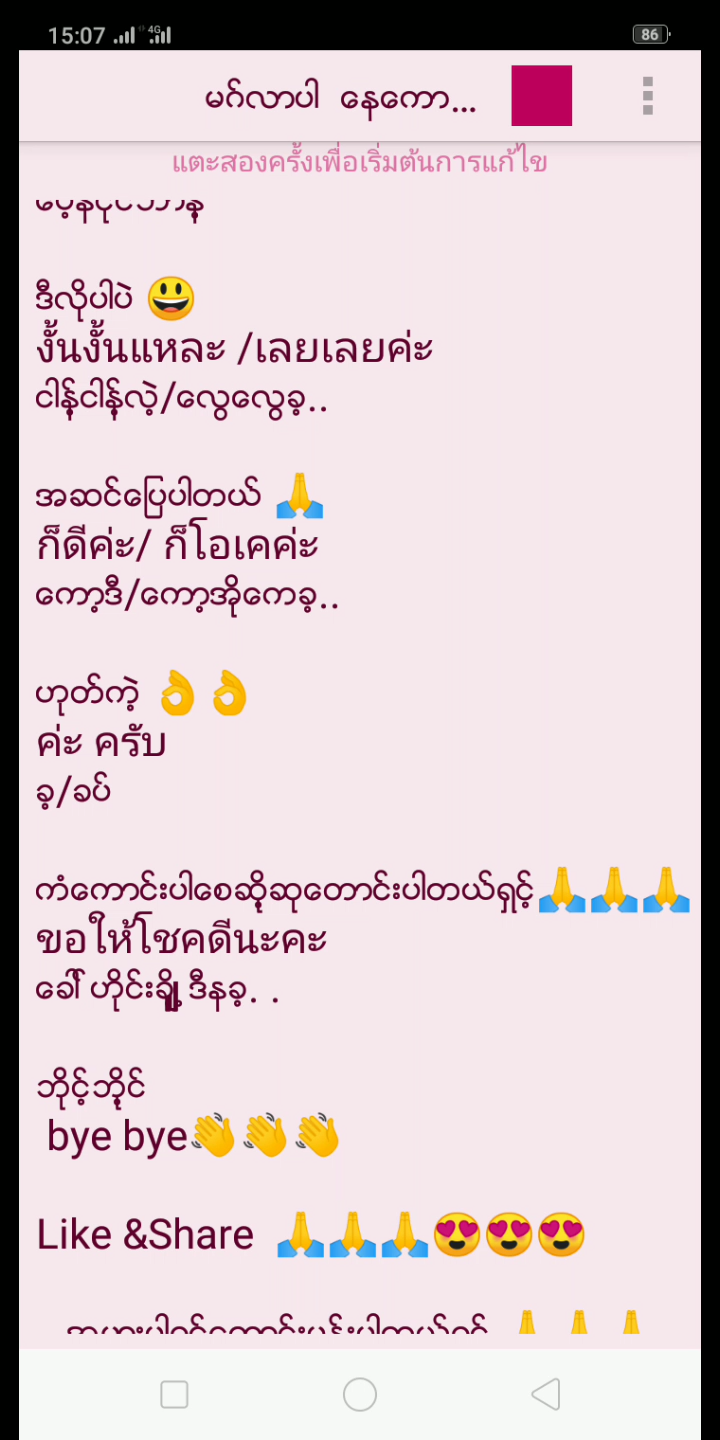 15:07
4G
86
မင်္ဂလာပါ နေကော...
แตะสองครั้งเพื่อเริ่มต้นการแก้ไข
ဒီလိုပါပဲ 😃
งั้นงั้นแหละ /เลยเลยค่ะ
ငါန့်ငါန့်လဲ့/လွေလွေခ့..
အဆင်ပြေပါတယ် 🙏
ก็ดีค่ะ/ ก็โอเคค่ะ
ကော့ဒီ/ကော့အိုကေခ့..
ဟုတ်ကဲ့ 👌👌
ค่ะ ครับ
ခ့/ခပ်
ကံကောင်းပါစေဆို့ဆုတောင်းပါတယ်ရှင့်🙏🙏🙏
ขอให้โชคดีนะคะ
ခေါ် ဟိုင်း ဒီနခ့. .
ဘိုင့်ဘို့င်
bye bye👋👋👋
Like &Share 🙏🙏🙏😍😍😍